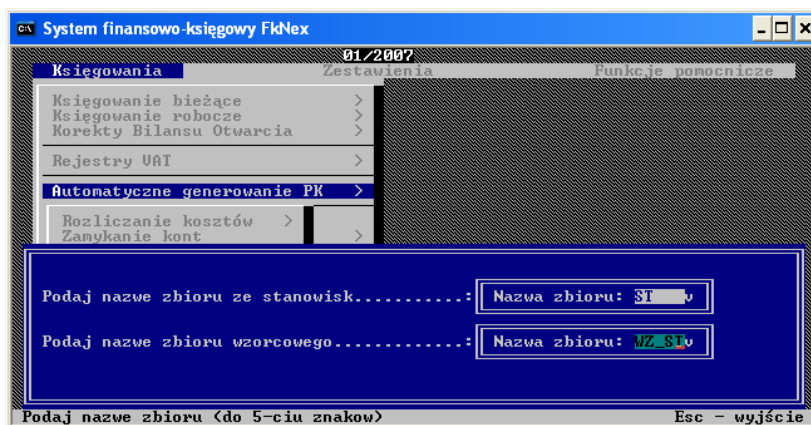 System finansowo-księgowy FkNex
01/2007
Księgowania Zestawienia Funkcje pomocnicze
Księgowanie bieżące >
Księgowanie robocze >
Korekty Bilansu Otwarcia >
Rejestry VAT >
Automatyczne generowanie PK >
Rozliczanie kosztów >
Zamykanie kont >
Podaj nazwe zbioru ze stanowisk...........: Nazwa zbioru: ST v
Podaj nazwe zbioru wzorcowego.............: Nazwa zbioru: WZ_STv
Podaj nazwe zbioru (do 5-ciu znakow) Esc - wyjście